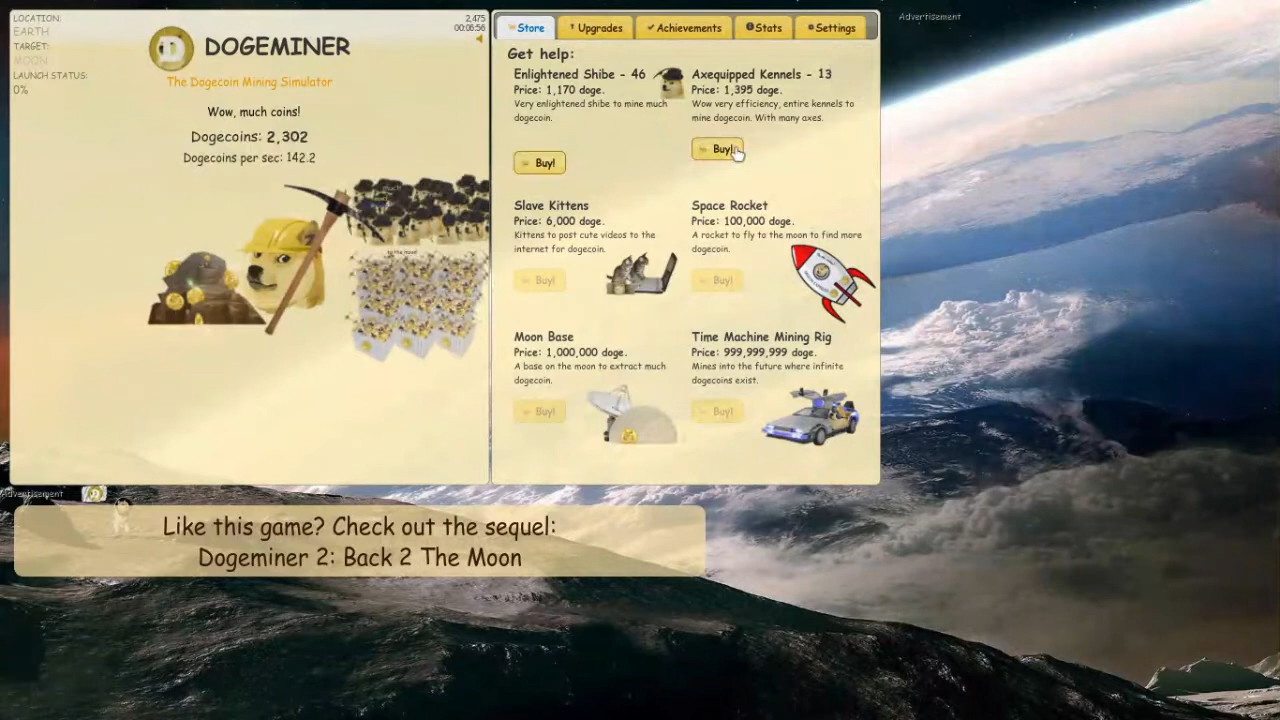 LOCATION:
EARTH
TARGET:
MOON
LAUNCH STATUS:
0%
2,475
00:06:56
DOGEMINER
The Dogecoin Mining Simulator
Wow, much coins!
Dogecoins: 2,302
Dogecoins per sec: 142.2
Store
Upgrades
Achievements
Stats
Settings
Get help:
Enlightened Shibe - 46
Price: 1,170 doge.
Very enlightened shibe to mine much
dogecoin.
Buy!
Axequipped Kennels - 13
Price: 1,395 doge.
Wow very efficiency, entire kennels to
mine dogecoin. With many axes.
Buy!
Slave Kittens
Price: 6,000 doge.
Kittens to post cute videos to the
internet for dogecoin.
Buy!
Space Rocket
Price: 100,000 doge.
A rocket to fly to the moon to find more
dogecoin.
Buy!
Moon Base
Price: 1,000,000 doge.
A base on the moon to extract much
dogecoin.
Buy!
Time Machine Mining Rig
Price: 999,999,999 doge.
Mines into the future where infinite
dogecoins exist.
Buy!
Advertisement
Advertisement
Like this game? Check out the sequel:
Dogeminer 2: Back 2 The Moon